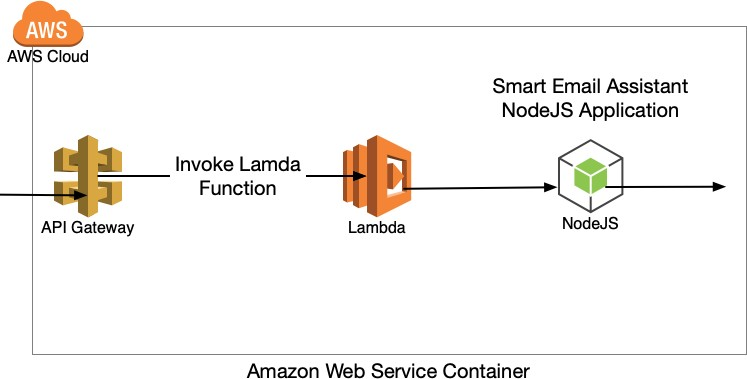 AWS
AWS Cloud
Smart Email Assistant
NodeJS Application
Invoke Lamda
Function
API Gateway
Lambda
NodeJS
Amazon Web Service Container